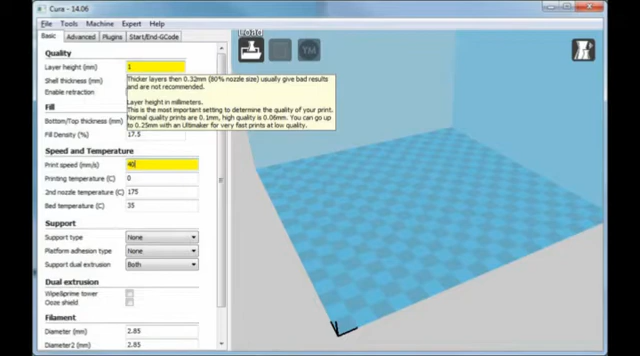 Cura - 14.06
File Tools Machine Expert Help
Basic Advanced Plugins Start/End-GCode
Load
YM
Quality
Layer height (mm) 1
Shell thickness (mm)
Enable retraction
Thicker layers then 0.32mm (80% nozzle size) usually give bad results
and are not recommended.
Layer height in millimeters.
This is the most important setting to determine the quality of your print.
Normal quality prints are 0.1mm, high quality is 0.06mm. You can go
up to 0.25mm with an Ultimaker for very fast prints at low quality.
Fill
Bottom/Top thickness (mm)
Fill Density (%) 17.5
Speed and Temperature
Print speed (mm/s) 40
Printing temperature (C) 0
2nd nozzle temperature (C) 175
Bed temperature (C) 35
Support
Support type None
Platform adhesion type None
Support dual extrusion Both
Dual extrusion
Wipe&prime tower
Ooze shield
Filament
Diameter (mm) 2.85
Diameter2 (mm) 2.85